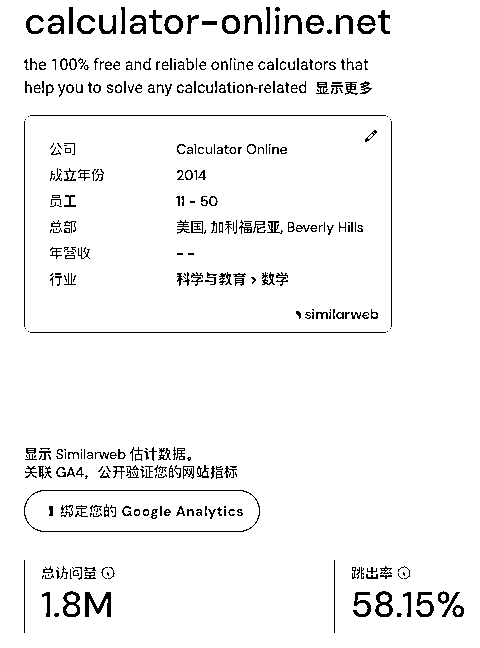 calculator-online.net
the 100% free and reliable online calculators that
help you to solve any calculation-related 显示更多
公司 Calculator Online
成立年份 2014
员工 11 - 50
总部 美国, 加利福尼亚, Beverly Hills
年营收 - -
行业 科学与教育 > 数学
similarweb
显示 Similarweb 估计数据。
关联 GA4，公开验证您的网站指标
绑定您的 Google Analytics
总访问量 跳出率
1.8M 58.15%